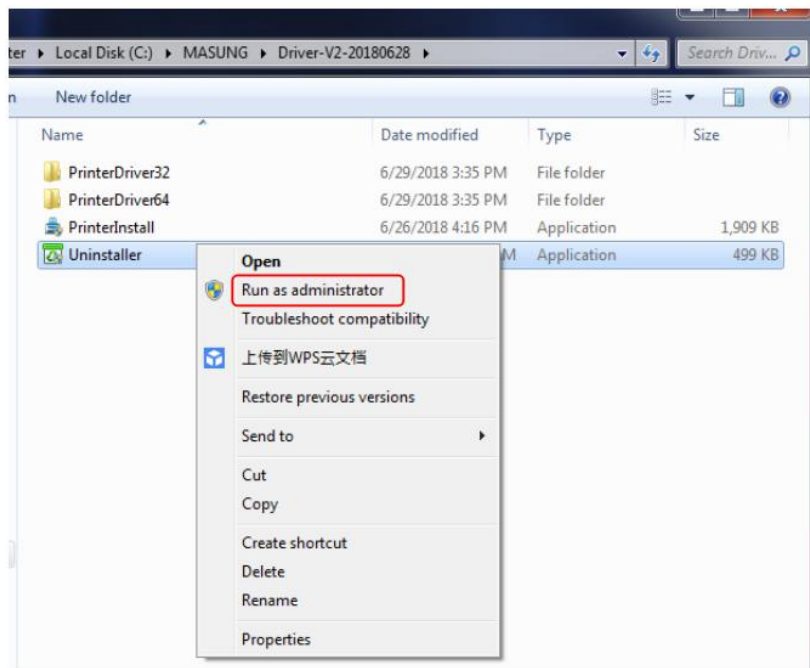 ter ▸ Local Disk (C:) ▸ MASUNG ▸ Driver-V2-20180628 ▸ Search Driv...
n New folder
Name Date modified Type Size
PrinterDriver32 6/29/2018 3:35 PM File folder
PrinterDriver64 6/29/2018 3:35 PM File folder
PrinterInstall 6/26/2018 4:16 PM Application 1,909 KB
Uninstaller M Application 499 KB
Open
Run as administrator
Troubleshoot compatibility
上传到WPS云文档
Restore previous versions
Send to
Cut
Copy
Create shortcut
Delete
Rename
Properties